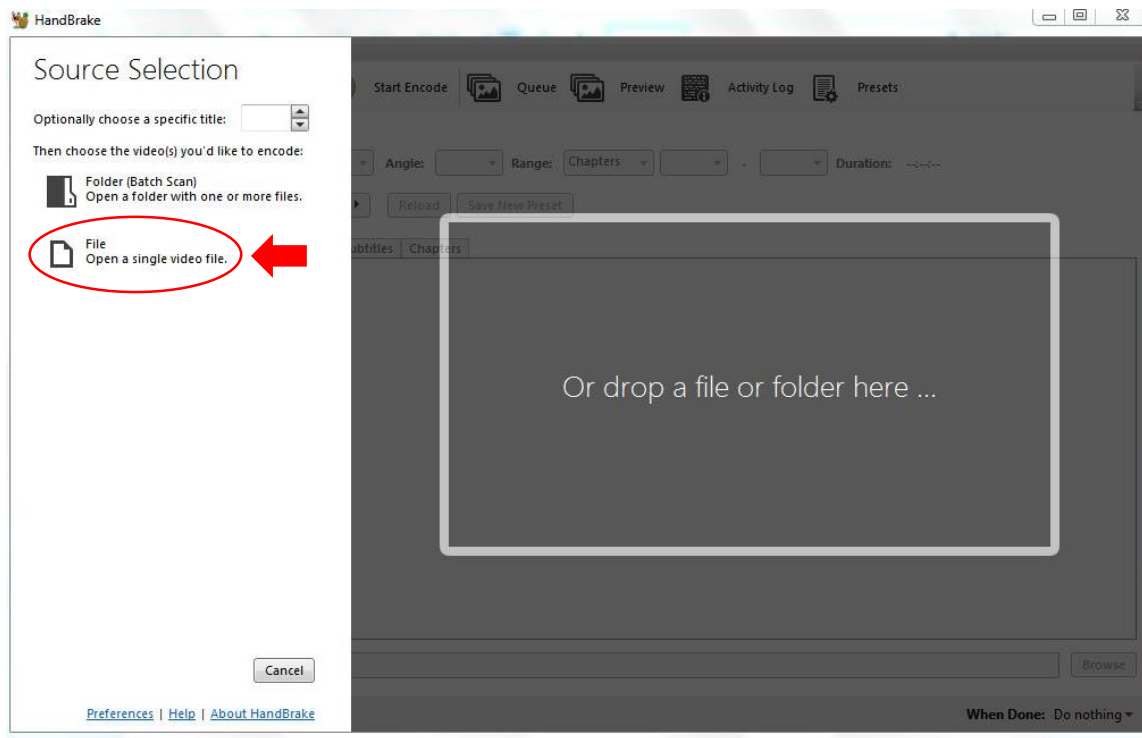 HandBrake
Source Selection
Optionally choose a specific title:
Then choose the video(s) you'd like to encode:
Folder (Batch Scan)
Open a folder with one or more files.
File
Open a single video file.
Cancel
Preferences | Help | About HandBrake
Start Encode Queue Preview Activity Log Presets
Angle: Range: Chapters - Duration: --:--:--
Reload Save New Preset
ubtitles Chapters
Or drop a file or folder here ...
Browse
When Done: Do nothing